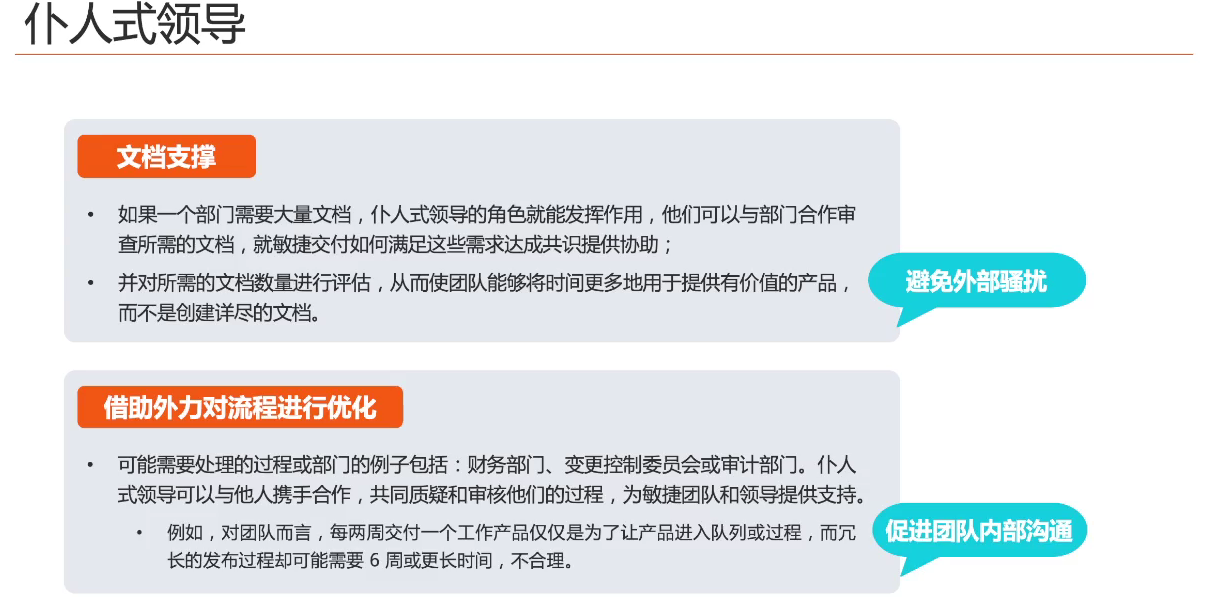 仆人式领导
文档支撑
• 如果一个部门需要大量文档，仆人式领导的角色就能发挥作用，他们可以与部门合作审
查所需的文档，就敏捷交付如何满足这些需求达成共识提供协助；
• 并对所需的文档数量进行评估，从而使团队能够将时间更多地用于提供有价值的产品，
而不是创建详尽的文档。
避免外部骚扰
借助外力对流程进行优化
• 可能需要处理的过程或部门的例子包括：财务部门、变更控制委员会或审计部门。仆人
式领导可以与他人携手合作，共同质疑和审核他们的过程，为敏捷团队和领导提供支持。
• 例如，对团队而言，每两周交付一个工作产品仅仅是为了让产品进入队列或过程，而冗
长的发布过程却可能需要 6 周或更长时间，不合理。
促进团队内部沟通